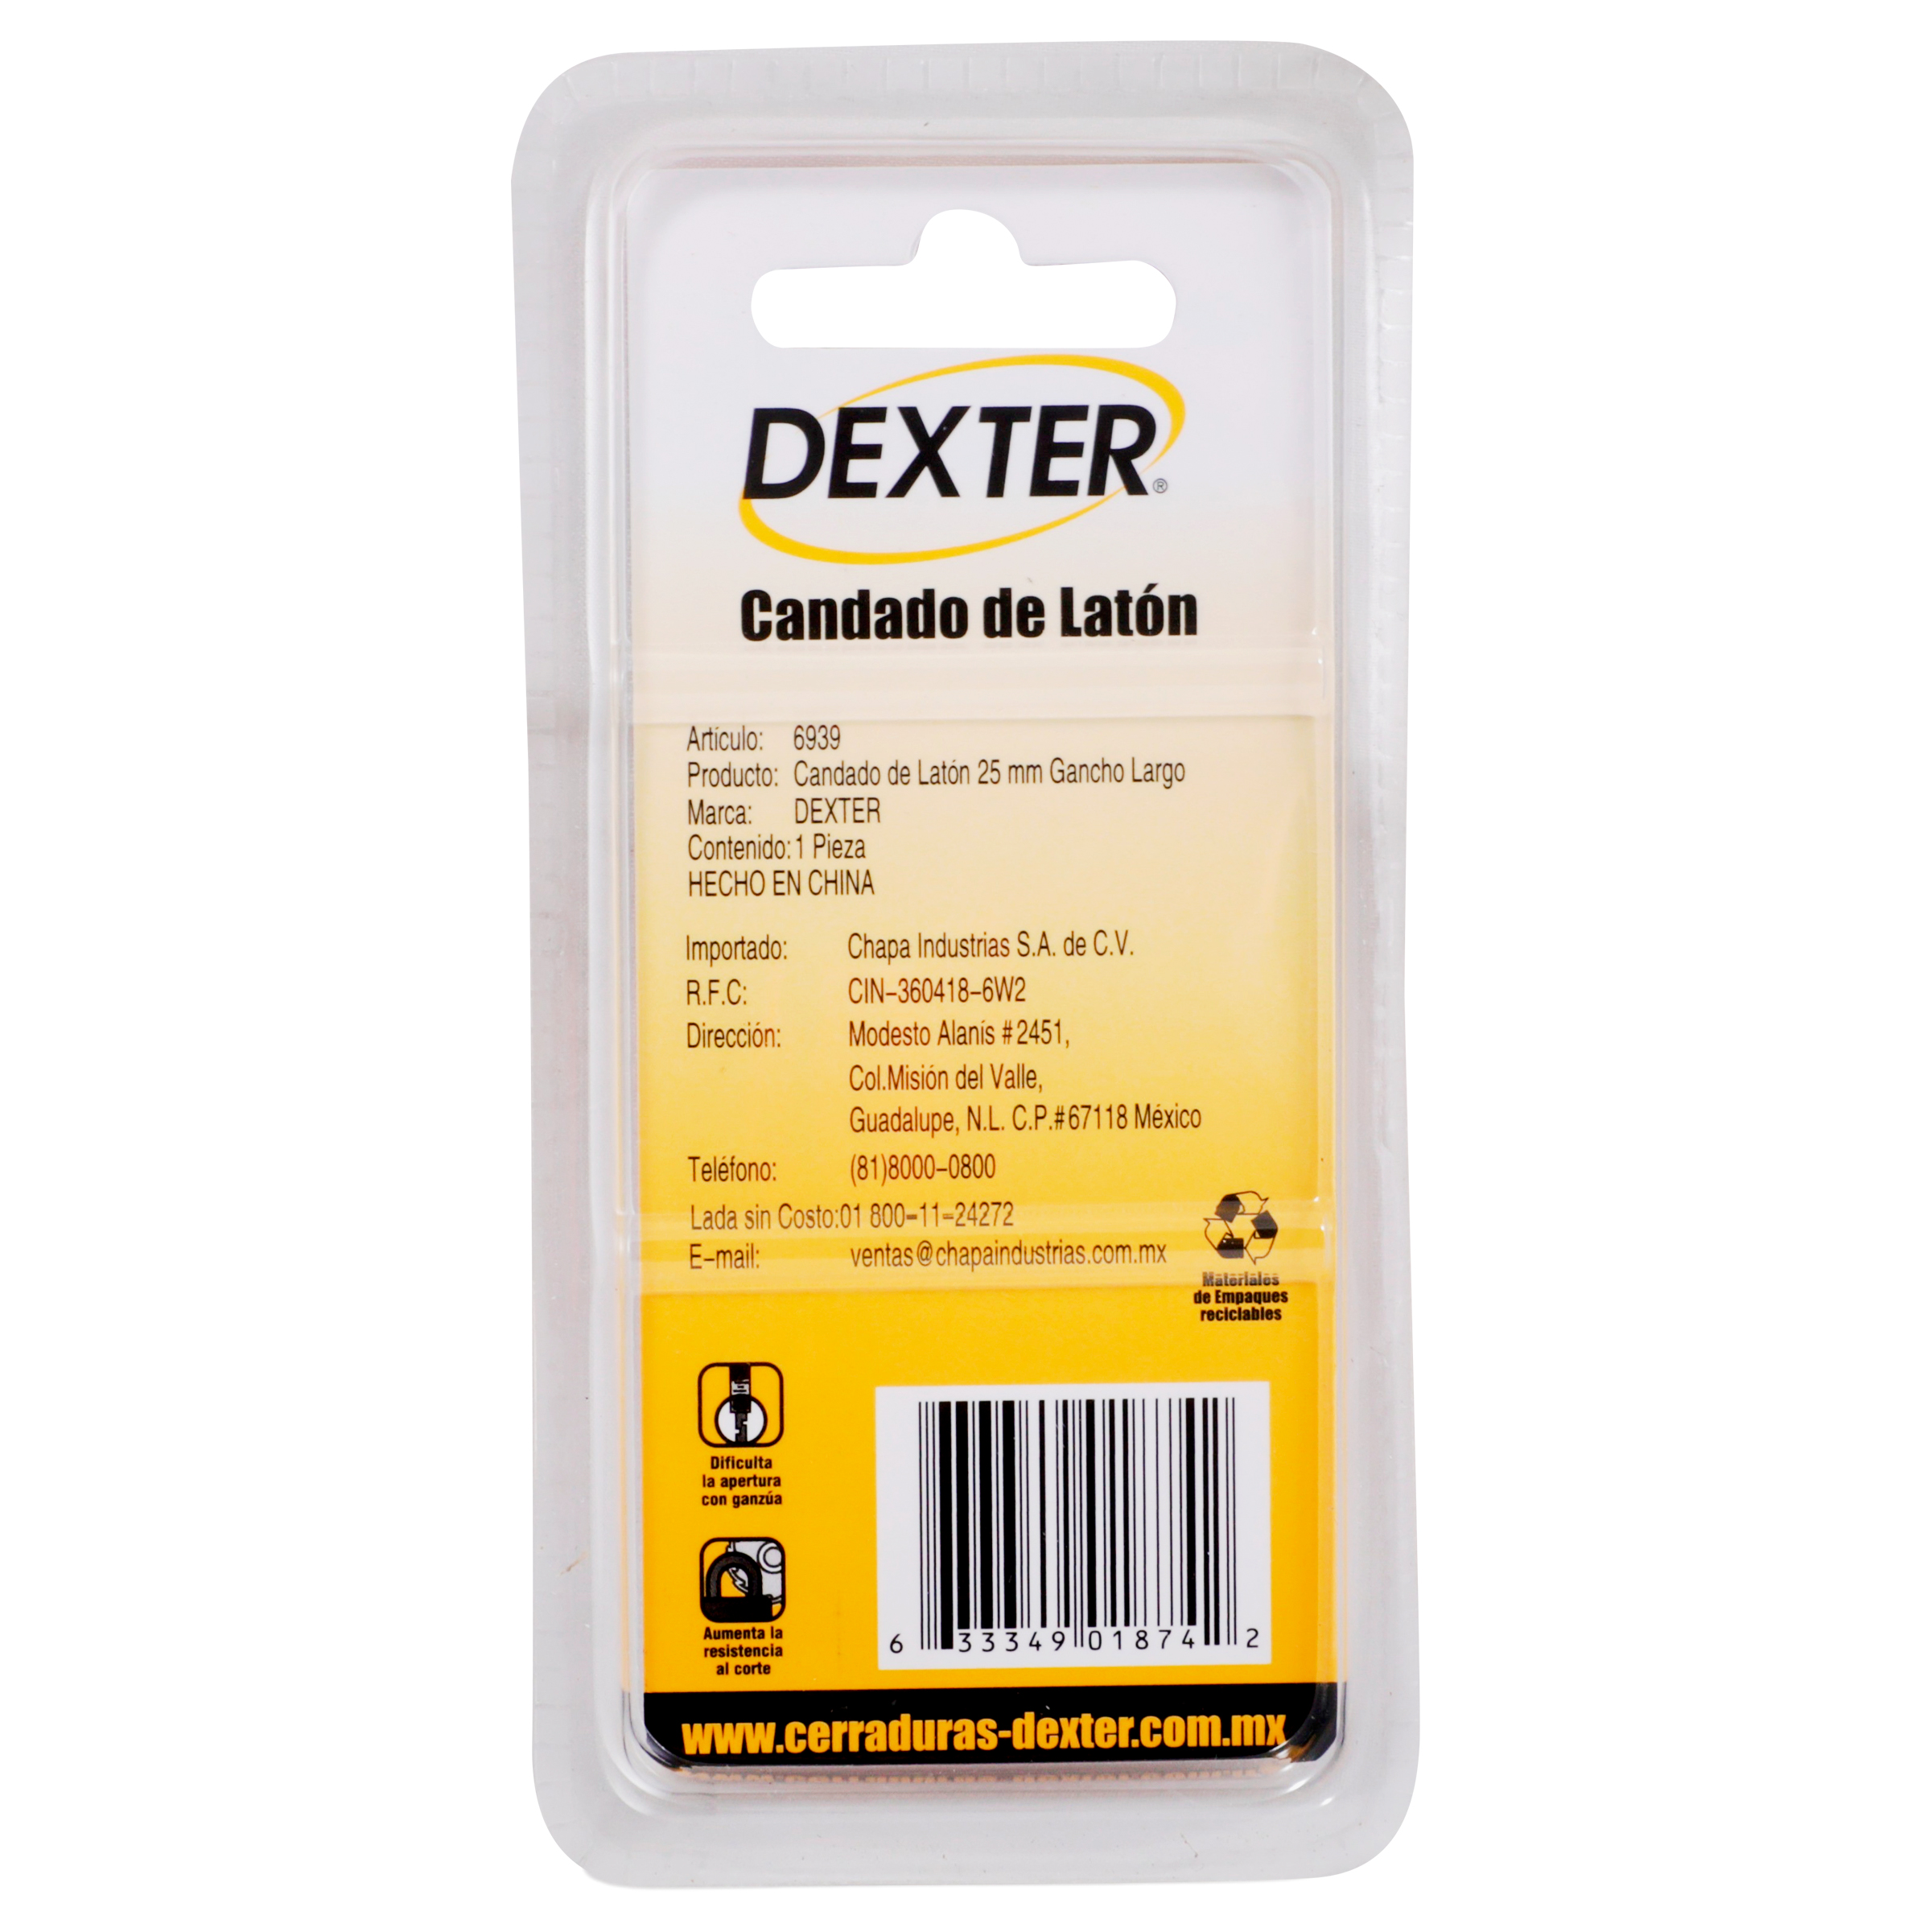 DEXTER®
Candado de Latón
Artículo: 6939
Producto: Candado de Latón 25 mm Gancho Largo
Marca: DEXTER
Contenido: 1 Pieza
HECHO EN CHINA
Importado: Chapa Industrias S.A. de C.V.
R.F.C: CIN-360418-6W2
Dirección: Modesto Alanís #2451,
Col.Misión del Valle,
Guadalupe, N.L. C.P.#67118 México
Teléfono: (81)8000-0800
Lada sin Costo:01 800-11-24272
E-mail: ventas@chapaindustrias.com.mx
Materiales
de Empaques
reciclables
Dificulta
la apertura
con ganzúa
Aumenta la
resistencia
al corte
6 33349 01874 2
www.cerraduras-dexter.com.mx